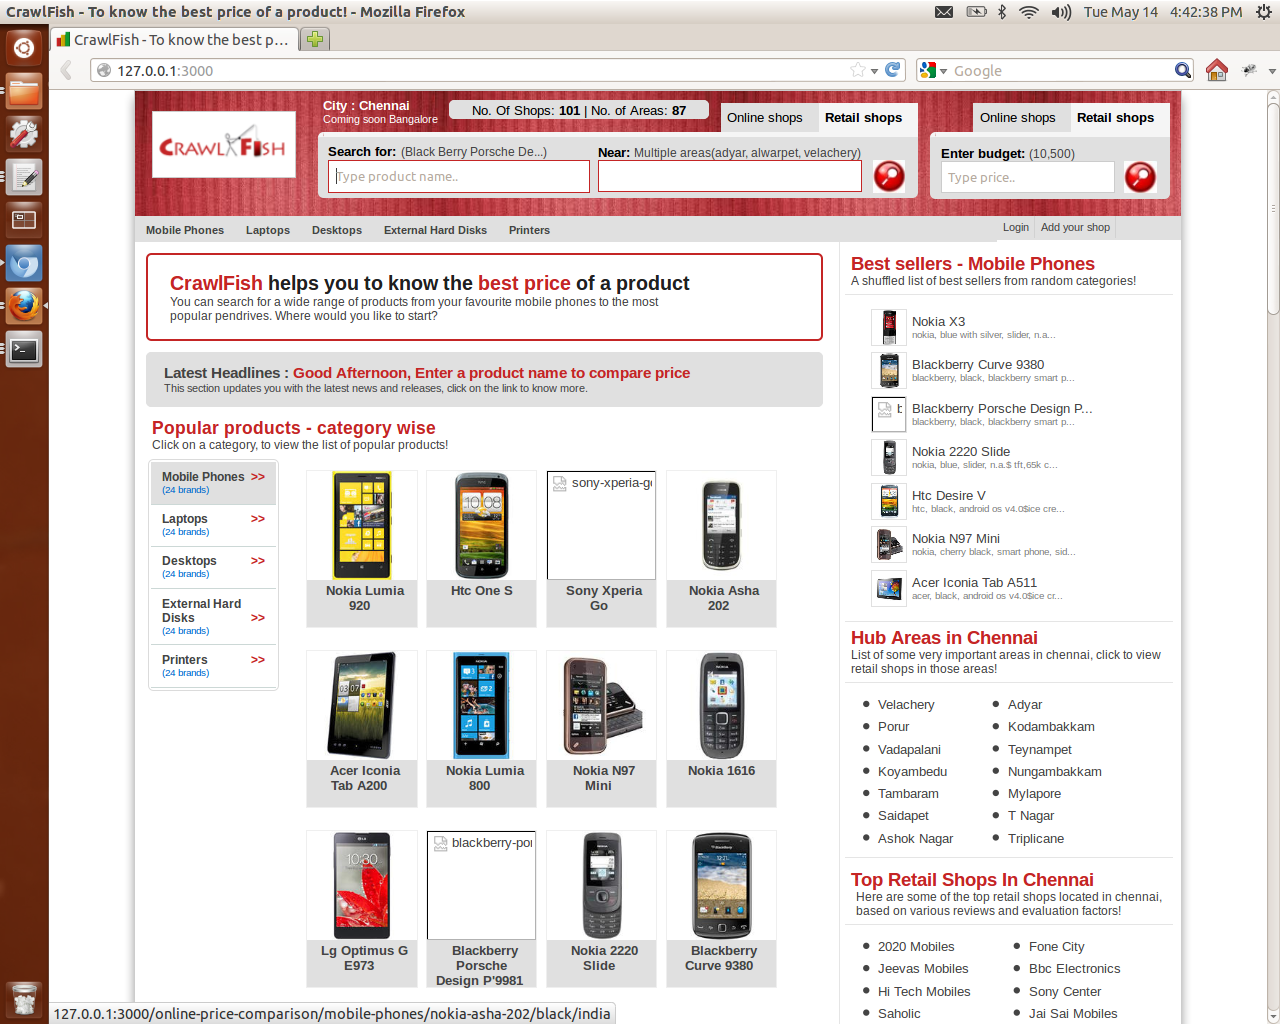 CrawlFish - To know the best price of a product! - Mozilla Firefox
Tue May 14 4:42:38 PM
CrawlFish - To know the best p...
127.0.0.1:3000
Google
CRAWLFISH
City : Chennai
Coming soon Bangalore
No. Of Shops: 101 | No. of Areas: 87
Online shops
Retail shops
Search for: (Black Berry Porsche De...)
Type product name..
Near: Multiple areas(adyar, alwarpet, velachery)
Online shops
Retail shops
Enter budget: (10,500)
Type price..
Mobile Phones
Laptops
Desktops
External Hard Disks
Printers
Login
Add your shop
CrawlFish helps you to know the best price of a product
You can search for a wide range of products from your favourite mobile phones to the most
popular pendrives. Where would you like to start?
Latest Headlines : Good Afternoon, Enter a product name to compare price
This section updates you with the latest news and releases, click on the link to know more.
Popular products - category wise
Click on a category, to view the list of popular products!
Mobile Phones >>
(24 brands)
Laptops >>
(24 brands)
Desktops >>
(24 brands)
External Hard
Disks >>
(24 brands)
Printers >>
(24 brands)
Nokia Lumia
920
Htc One S
sony-xperia-go
Sony Xperia
Go
Nokia Asha
202
Acer Iconia
Tab A200
Nokia Lumia
800
Nokia N97
Mini
Nokia 1616
Lg Optimus G
E973
blackberry-por
Blackberry
Porsche
Design P'9981
Nokia 2220
Slide
Blackberry
Curve 9380
Best sellers - Mobile Phones
A shuffled list of best sellers from random categories!
Nokia X3
nokia, blue with silver, slider, n.a...
Blackberry Curve 9380
blackberry, black, blackberry smart p...
b
Blackberry Porsche Design P...
blackberry, black, blackberry smart p...
Nokia 2220 Slide
nokia, blue, slider, n.a.$ tft,65k c...
Htc Desire V
htc, black, android os v4.0$ice cre...
Nokia N97 Mini
nokia, cherry black, smart phone, sid...
Acer Iconia Tab A511
acer, black, android os v4.0$ice cr...
Hub Areas in Chennai
List of some very important areas in chennai, click to view
retail shops in those areas!
Velachery
Adyar
Porur
Kodambakkam
Vadapalani
Teynampet
Koyambedu
Nungambakkam
Tambaram
Mylapore
Saidapet
T Nagar
Ashok Nagar
Triplicane
Top Retail Shops In Chennai
Here are some of the top retail shops located in chennai,
based on various reviews and evaluation factors!
2020 Mobiles
Fone City
Jeevas Mobiles
Bbc Electronics
Hi Tech Mobiles
Sony Center
Saholic
Jai Sai Mobiles
127.0.0.1:3000/online-price-comparison/mobile-phones/nokia-asha-202/black/india